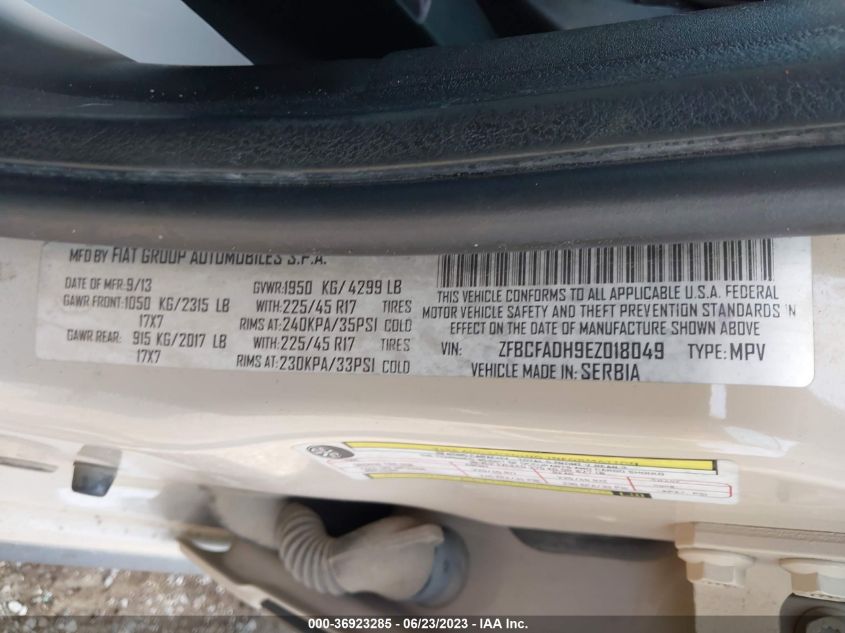 MFD BY FIAT GROUP AUTOMOBILES S.P.A.
DATE OF MFR: 9/13 GVWR: 1950 KG/4299 LB
GAWR FRONT: 1050 KG/2315 LB WITH: 225/45 R17 TIRES
17X7 RIMS AT: 240KPA/35PSI COLD
GAWR REAR: 915 KG/2017 LB WITH: 225/45 R17 TIRES
17X7 RIMS AT: 230KPA/33PSI COLD
THIS VEHICLE CONFORMS TO ALL APPLICABLE U.S.A. FEDERAL
MOTOR VEHICLE SAFETY AND THEFT PREVENTION STANDARDS IN
EFFECT ON THE DATE OF MANUFACTURE SHOWN ABOVE
VIN: ZFBCFADH9EZ018049 TYPE: MPV
VEHICLE MADE IN: SERBIA
000-36923285 - 06/23/2023 - IAA Inc.